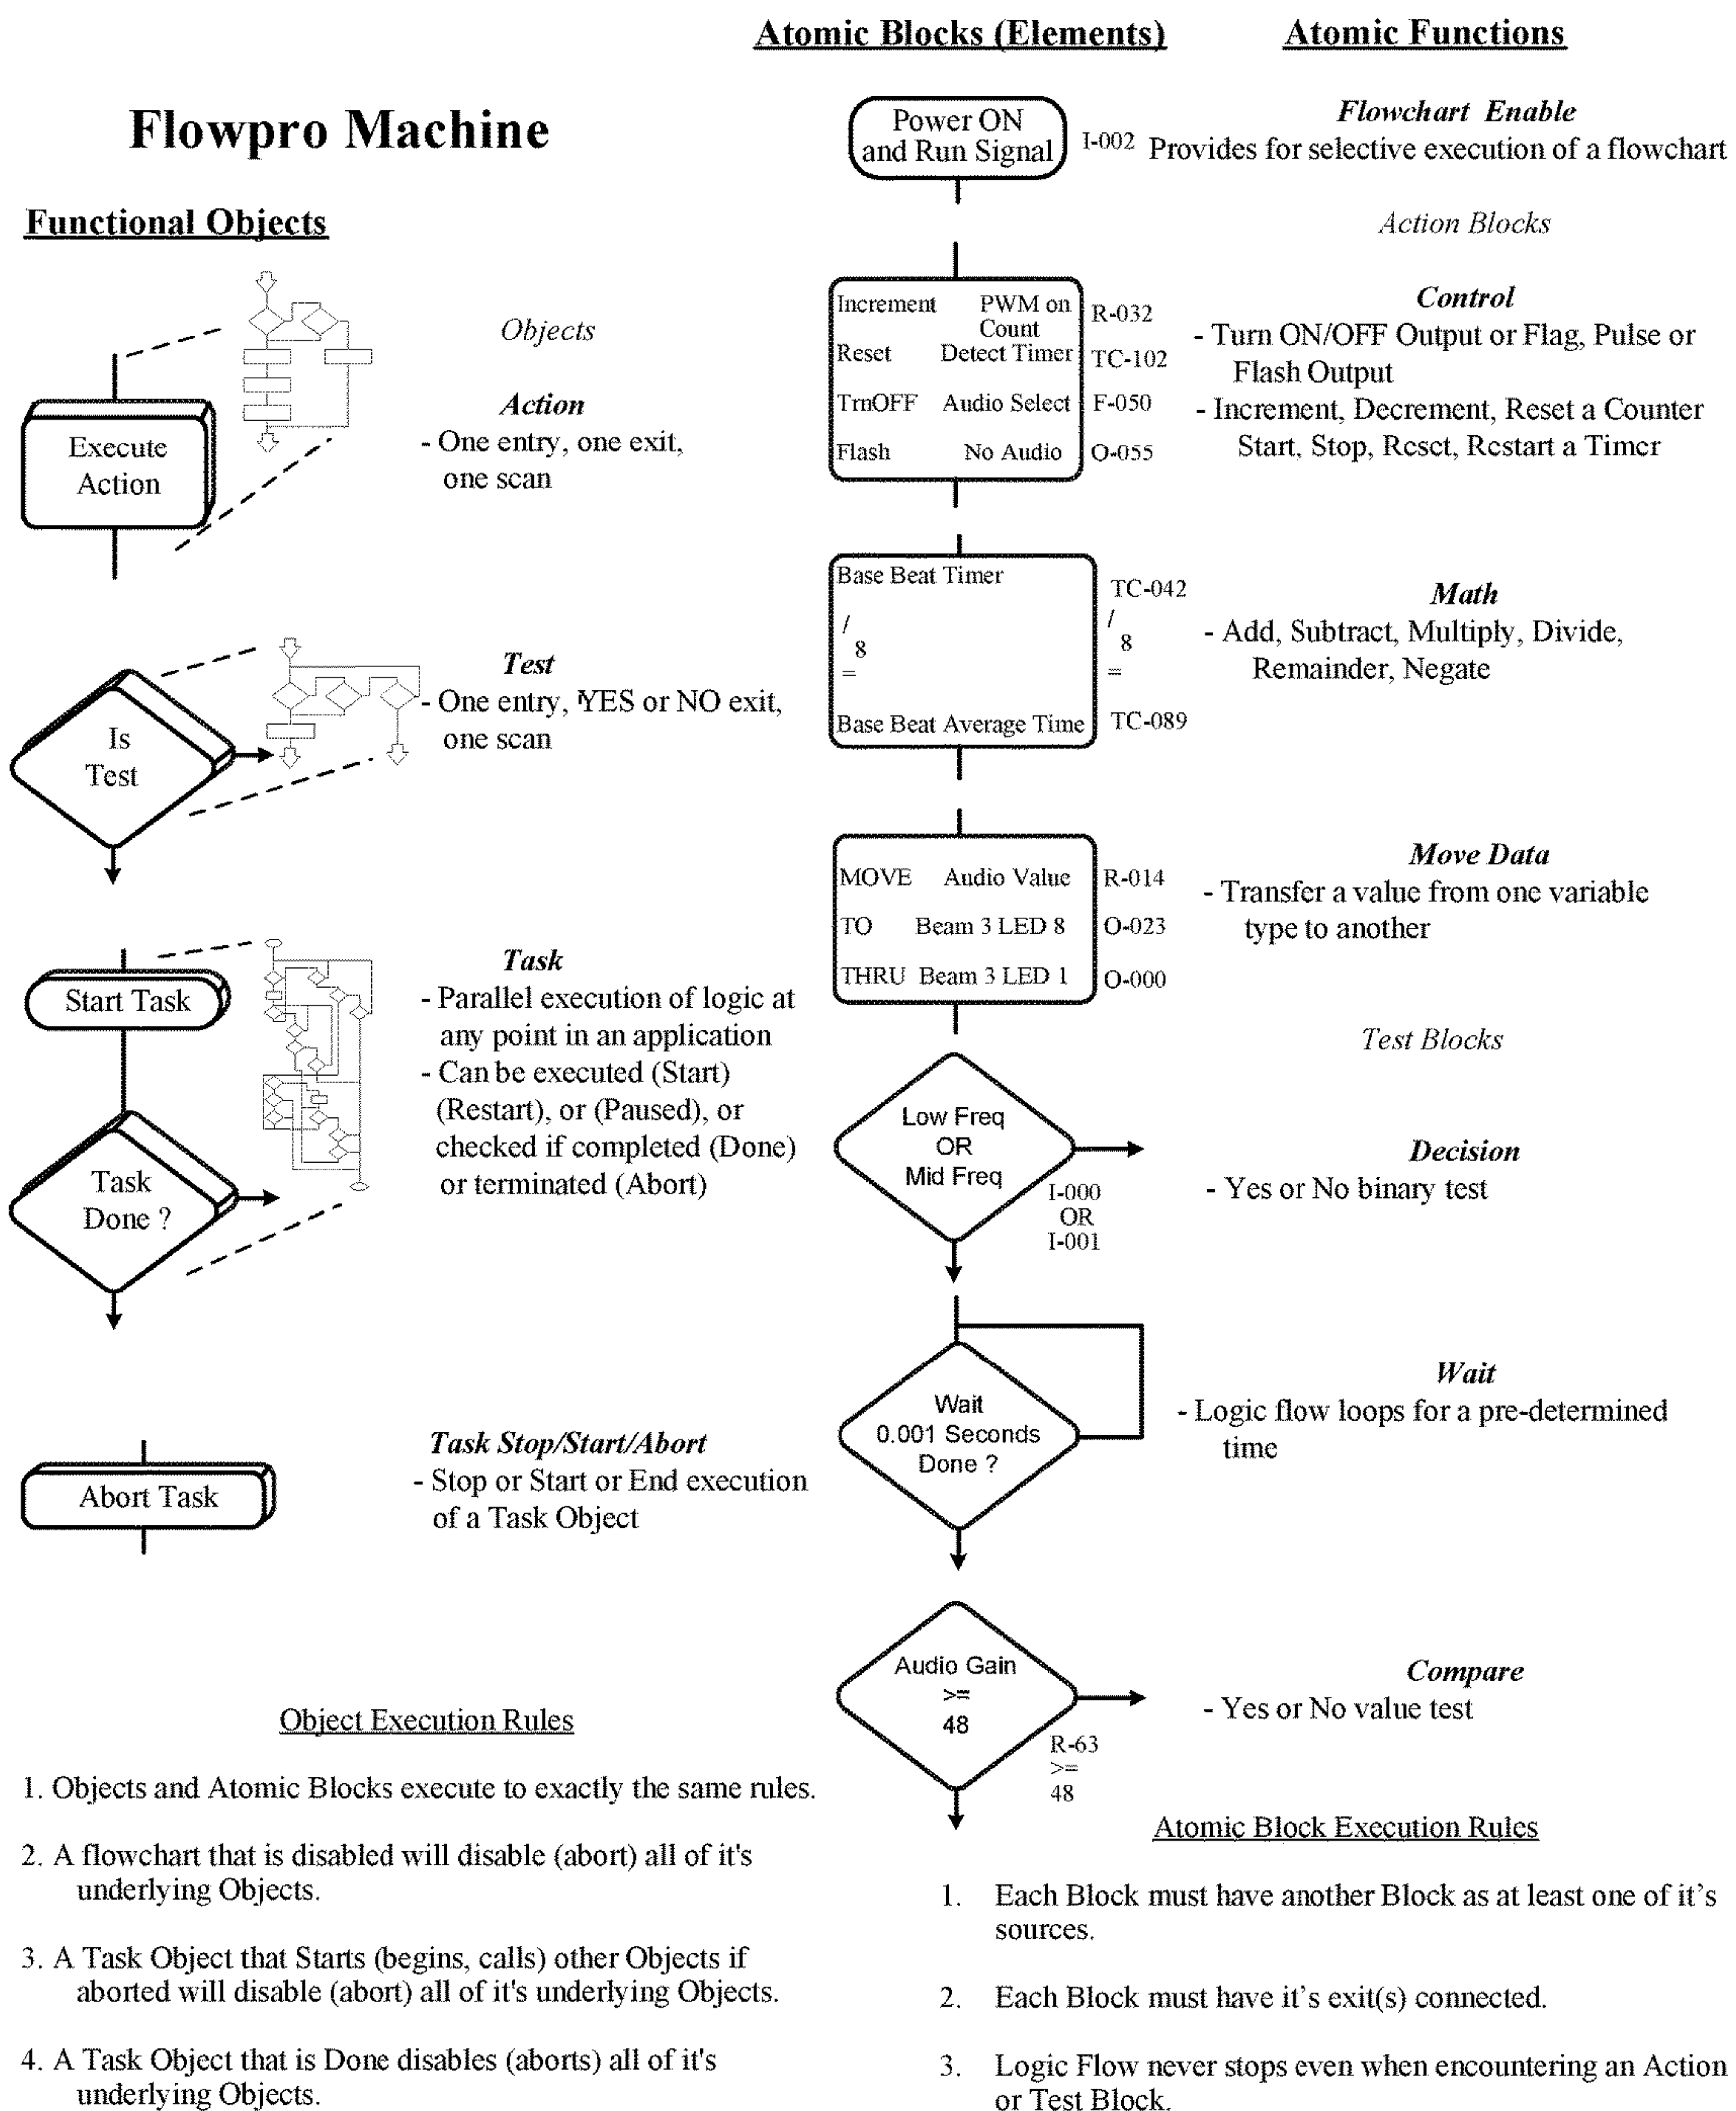 Flowpro Machine
Functional Objects
Execute
Action
Objects
Action
- One entry, one exit,
one scan
Is
Test
Test
- One entry, YES or NO exit,
one scan
Start Task
Task
Done ?
Task
- Parallel execution of logic at
any point in an application
- Can be executed (Start)
(Restart), or (Paused), or
checked if completed (Done)
or terminated (Abort)
Abort Task
Task Stop/Start/Abort
- Stop or Start or End execution
of a Task Object
Object Execution Rules
1. Objects and Atomic Blocks execute to exactly the same rules.
2. A flowchart that is disabled will disable (abort) all of it's
underlying Objects.
3. A Task Object that Starts (begins, calls) other Objects if
aborted will disable (abort) all of it's underlying Objects.
4. A Task Object that is Done disables (aborts) all of it's
underlying Objects.
Atomic Blocks (Elements)
Atomic Functions
Power ON
and Run Signal
I-002
Flowchart Enable
Provides for selective execution of a flowchart
Action Blocks
Increment PWM on
Count
R-032
Reset Detect Timer TC-102
TrnOFF Audio Select F-050
Flash No Audio O-055
Control
- Turn ON/OFF Output or Flag, Pulse or
Flash Output
- Increment, Decrement, Reset a Counter
Start, Stop, Reset, Restart a Timer
Base Beat Timer
/
8
=
Base Beat Average Time
TC-042
/
8
=
TC-089
Math
- Add, Subtract, Multiply, Divide,
Remainder, Negate
MOVE Audio Value R-014
TO Beam 3 LED 8 O-023
THRU Beam 3 LED 1 O-000
Move Data
- Transfer a value from one variable
type to another
Test Blocks
Low Freq
OR
Mid Freq
I-000
OR
I-001
Decision
- Yes or No binary test
Wait
0.001 Seconds
Done ?
Wait
- Logic flow loops for a pre-determined
time
Audio Gain
>=
48
R-63
>=
48
Compare
- Yes or No value test
Atomic Block Execution Rules
1. Each Block must have another Block as at least one of it's
sources.
2. Each Block must have it's exit(s) connected.
3. Logic Flow never stops even when encountering an Action
or Test Block.